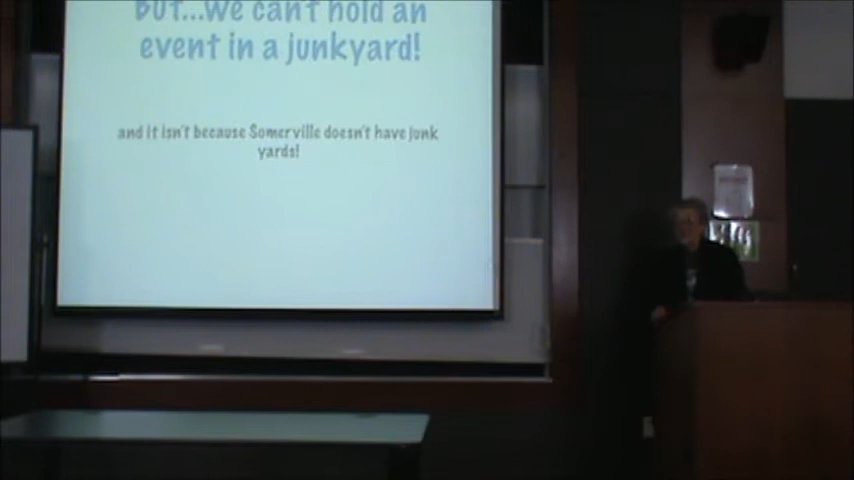 But...we can't hold an
event in a junkyard!
and it isn't because Somerville doesn't have junk
yards!